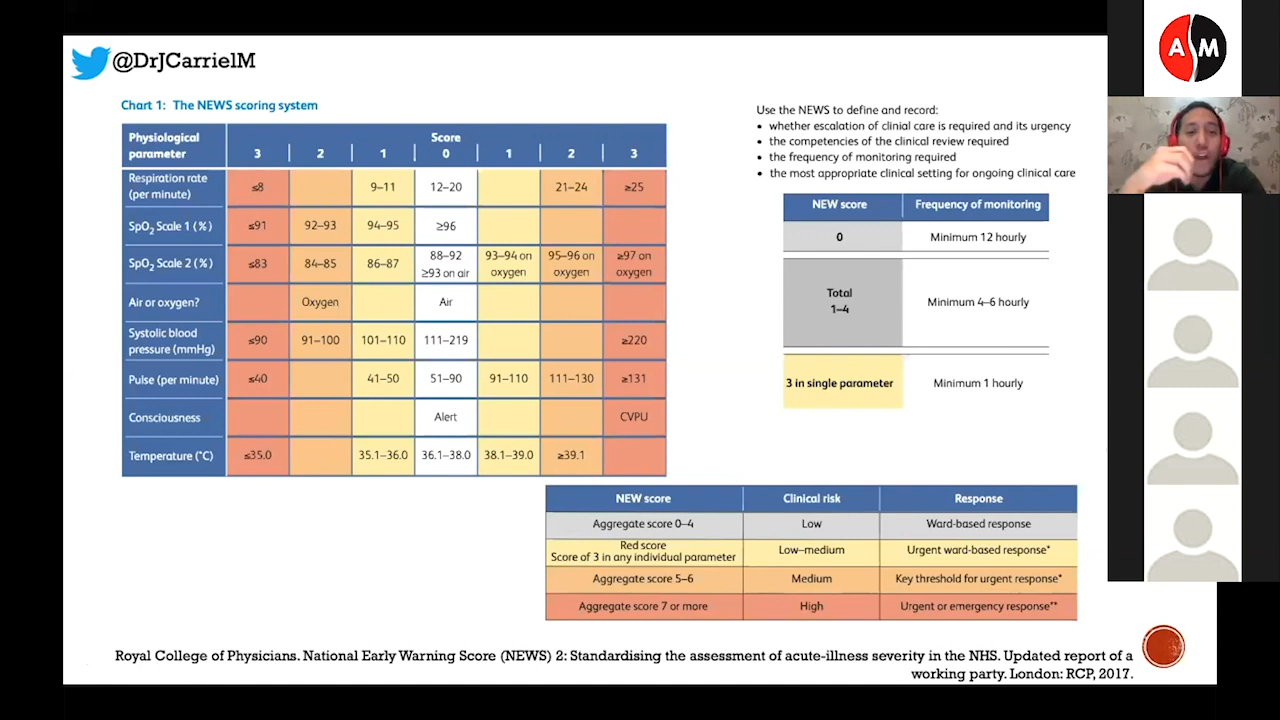 @DrJCarrielM
Chart 1: The NEWS scoring system
Physiological parameter
Score
3 2 1 0 1 2 3
Respiration rate (per minute) ≤8 9–11 12–20 21–24 ≥25
SpO2 Scale 1 (%) ≤91 92–93 94–95 ≥96
SpO2 Scale 2 (%) ≤83 84–85 86–87 88–92 ≥93 on air 93–94 on oxygen 95–96 on oxygen ≥97 on oxygen
Air or oxygen? Oxygen Air
Systolic blood pressure (mmHg) ≤90 91–100 101–110 111–219 ≥220
Pulse (per minute) ≤40 41–50 51–90 91–110 111–130 ≥131
Consciousness Alert CVPU
Temperature (°C) ≤35.0 35.1–36.0 36.1–38.0 38.1–39.0 ≥39.1
Use the NEWS to define and record:
• whether escalation of clinial care is required and its urgency
• the competencies of the clinical review required
• the frequency of monitoring required
• the most appropriate clinical setting for ongoing clinical care
NEW score Frequency of monitoring
0 Minimum 12 hourly
Total 1–4 Minimum 4–6 hourly
3 in single parameter Minimum 1 hourly
NEW score Clinical risk Response
Aggregate score 0–4 Low Ward-based response
Red score
Score of 3 in any individual parameter Low–medium Urgent ward-based response*
Aggregate score 5–6 Medium Key threshold for urgent response*
Aggregate score 7 or more High Urgent or emergency response**
Royal College of Physicians. National Early Warning Score (NEWS) 2: Standardising the assessment of acute-illness severity in the NHS. Updated report of a
working party. London: RCP, 2017.
A M